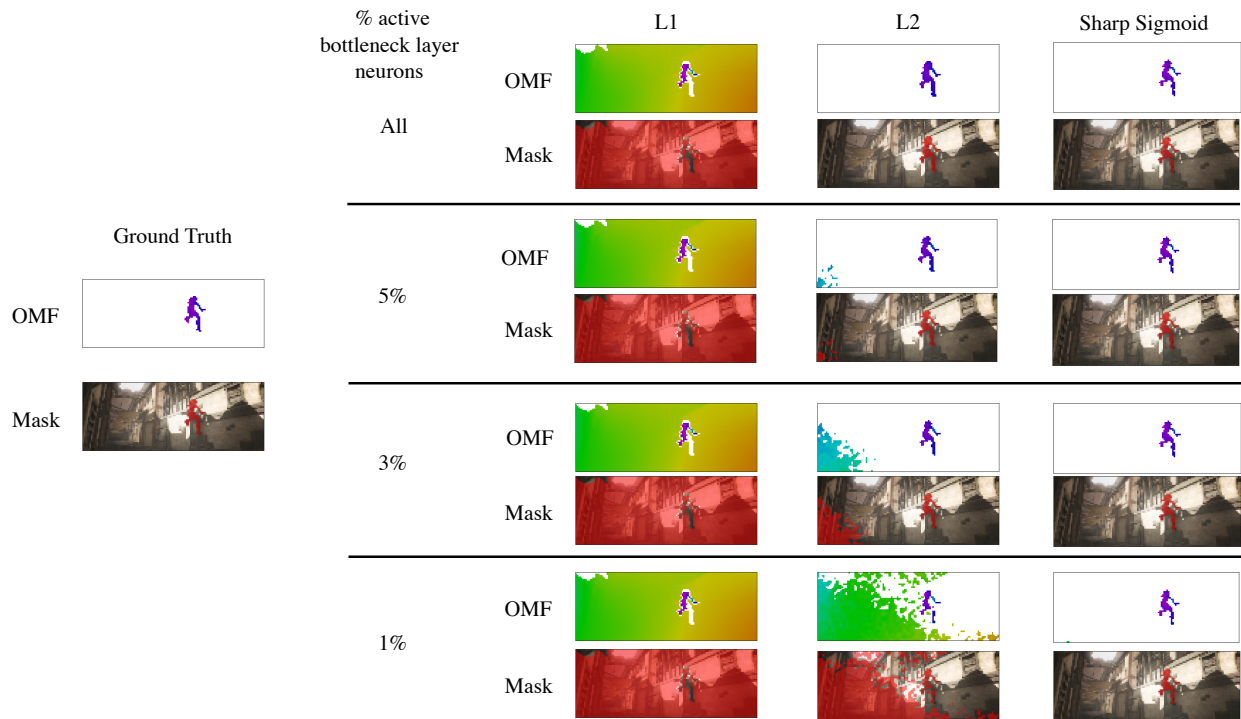 % active
bottleneck layer
neurons
L1
L2
Sharp Sigmoid
OMF
All
Mask
Ground Truth
OMF
5%
Mask
OMF
Mask
OMF
3%
Mask
OMF
1%
Mask